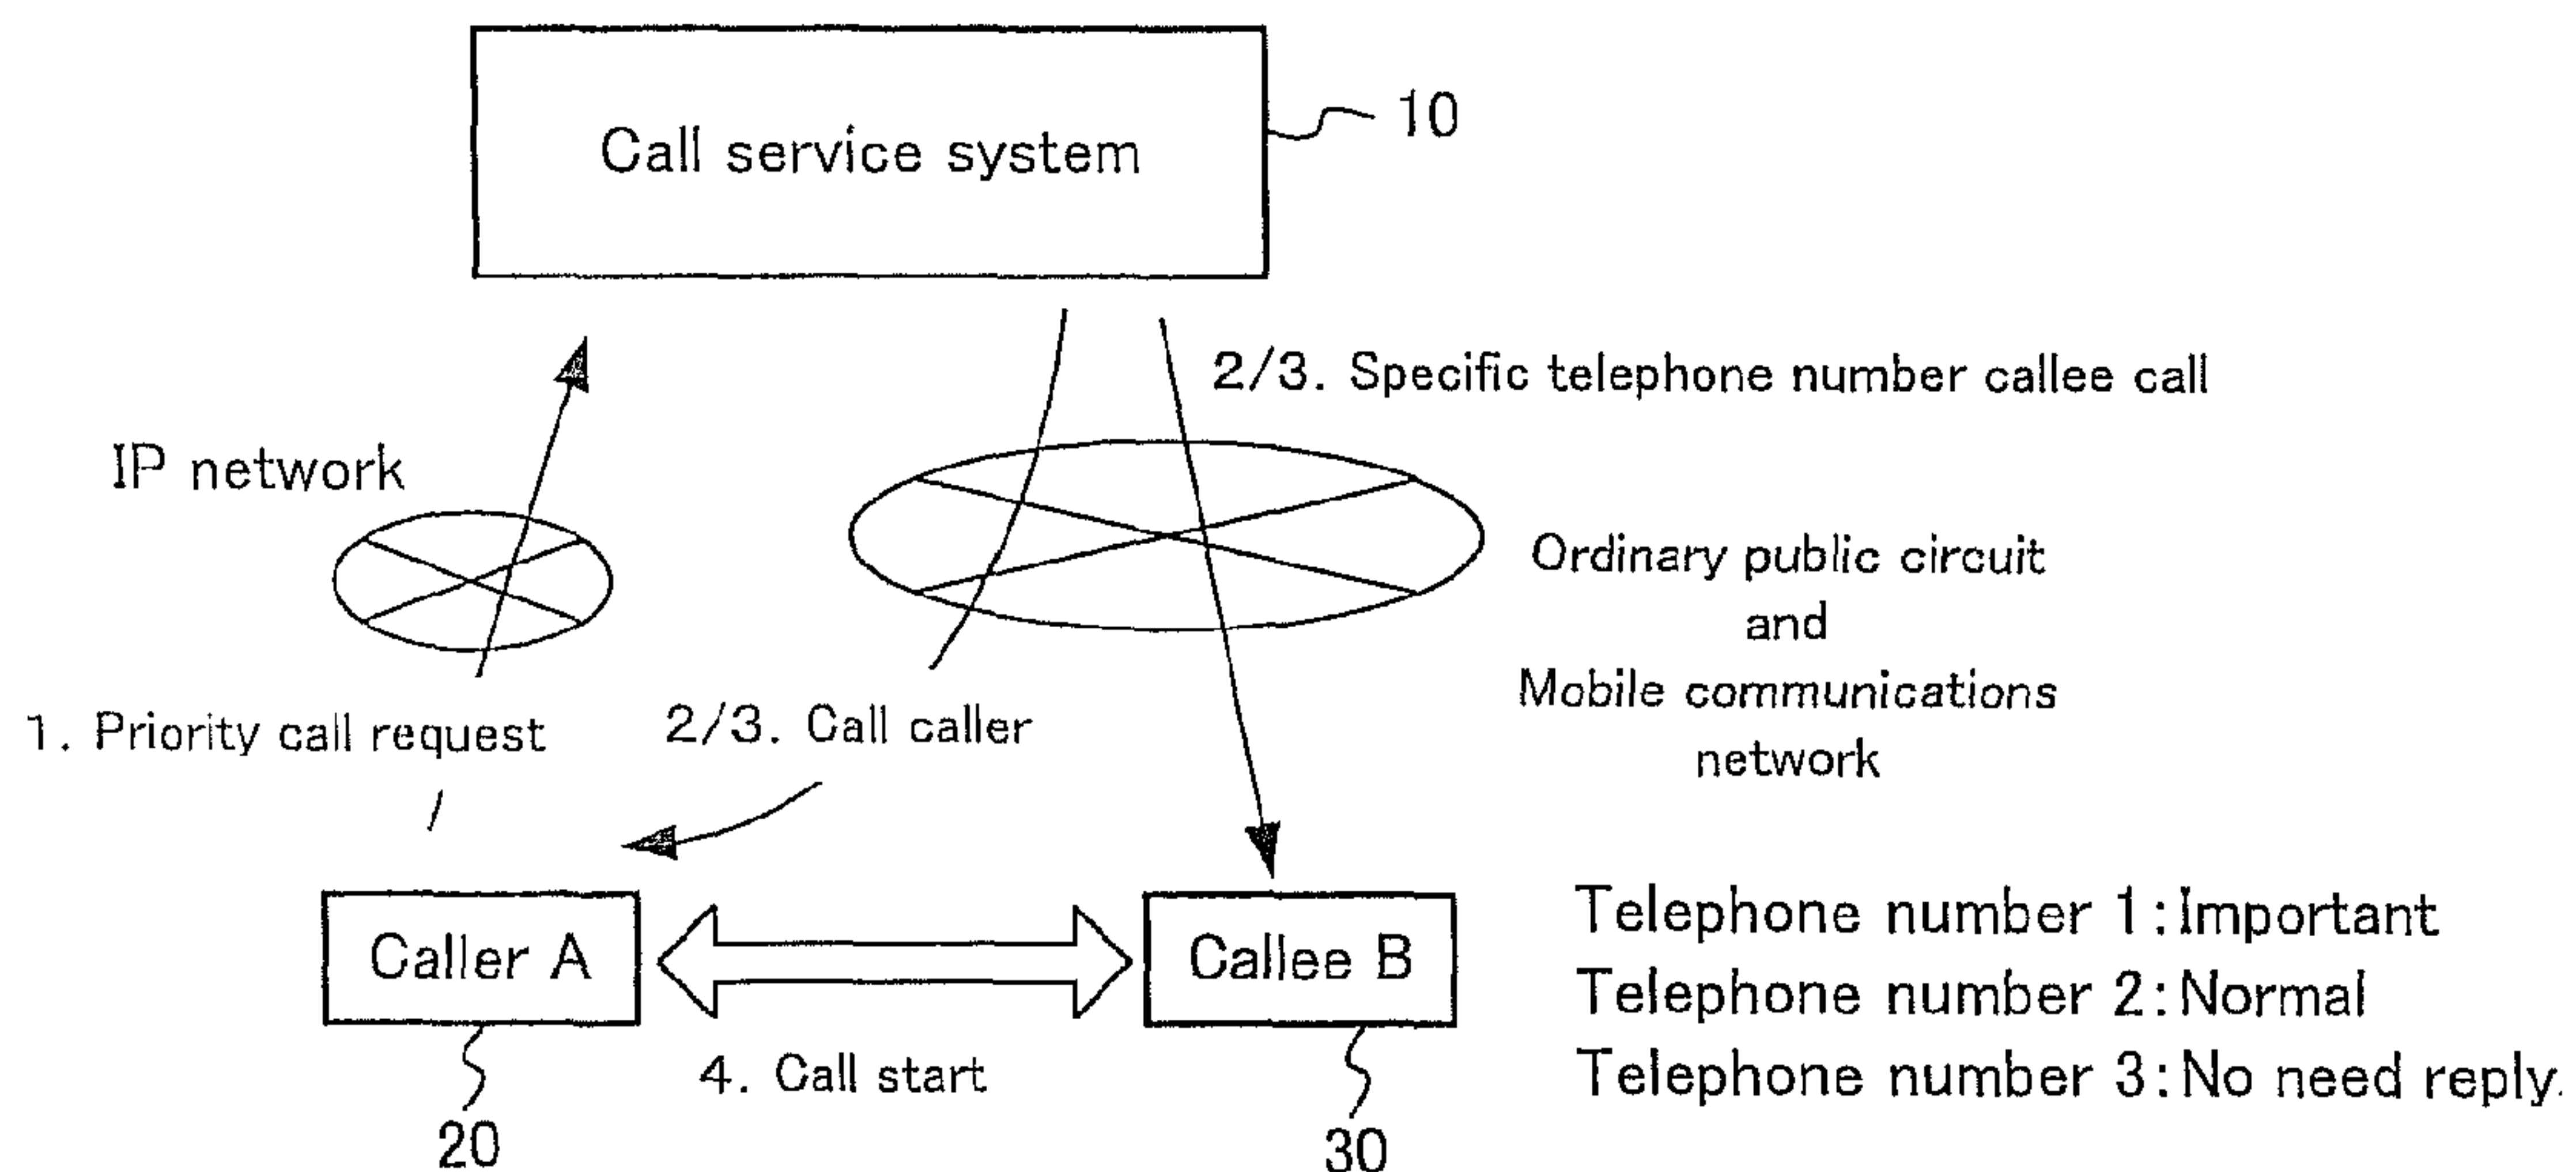 Call service system
10
2/3. Specific telephone number callee call
IP network
Ordinary public circuit
and
Mobile communications
network
1. Priority call request
2/3. Call caller
Caller A
Callee B
4. Call start
20
30
Telephone number 1:Important
Telephone number 2:Normal
Telephone number 3:No need reply.